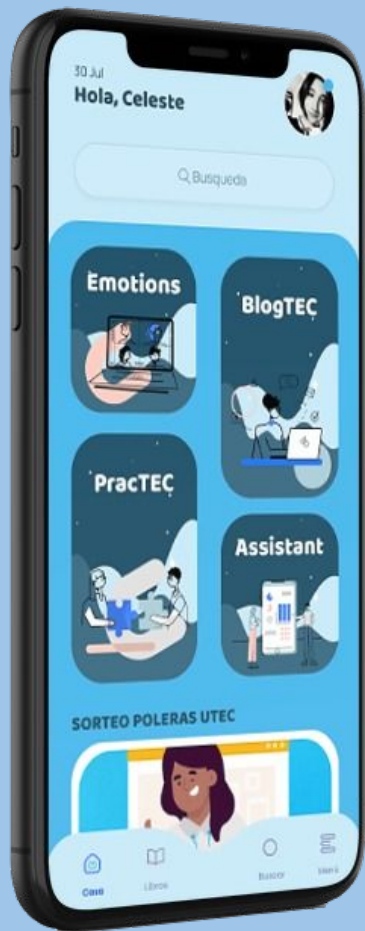 30 Jul
Hola, Celeste
Busqueda
Emotions
BlogTEC
PracTEC
Assistant
SORTEO POLERAS UTEC
Casa
Libros
Buscar
Menú